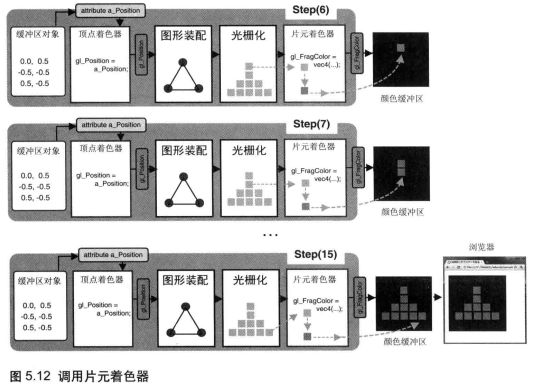 Step(6)
attribute a_Position
缓冲区对象
0.0, 0.5
-0.5, -0.5
0.5, -0.5
顶点着色器
gl_Position =
a_Position;
gl_Position
图形装配
光栅化
片元着色器
gl_FragColor =
vec4(...);
gl_FragColor
颜色缓冲区
Step(7)
attribute a_Position
缓冲区对象
0.0, 0.5
-0.5, -0.5
0.5, -0.5
顶点着色器
gl_Position =
a_Position;
gl_Position
图形装配
光栅化
片元着色器
gl_FragColor =
vec4(...);
gl_FragColor
颜色缓冲区
...
Step(15)
attribute a_Position
缓冲区对象
0.0, 0.5
-0.5, -0.5
0.5, -0.5
顶点着色器
gl_Position =
a_Position;
gl_Position
图形装配
光栅化
片元着色器
gl_FragColor =
vec4(...);
gl_FragColor
颜色缓冲区
浏览器
图 5.12 调用片元着色器